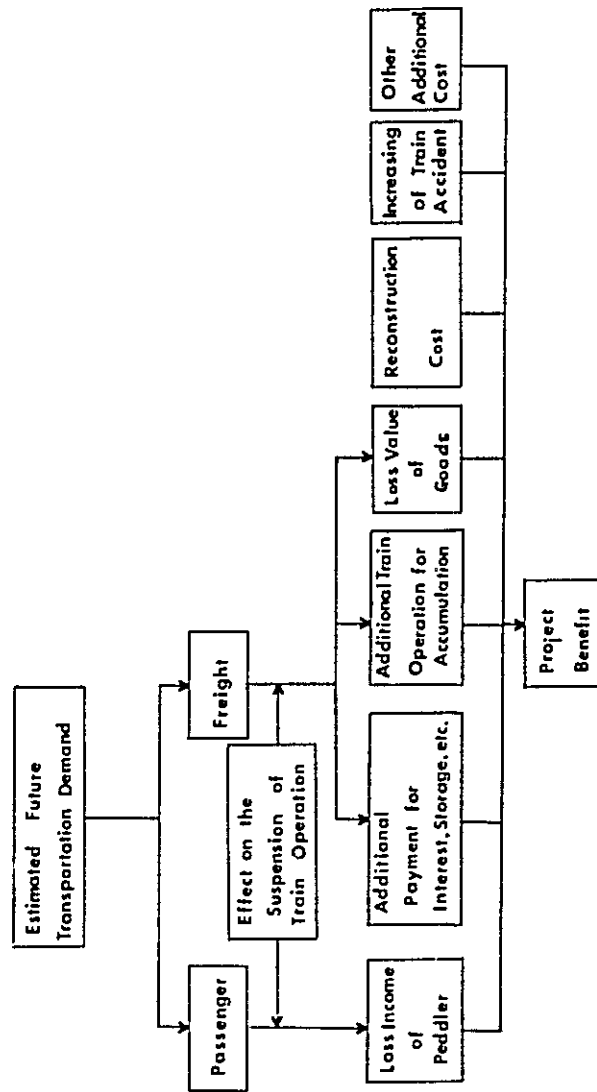 Estimated Future
Transportation Demand
Passenger
Freight
Effect on the
Suspension of
Train Operation
Loss Income
of
Peddler
Additional
Payment for
Interest, Storage, etc.
Additional Train
Operation for
Accumulation
Loss Value
of
Goods
Reconstruction
Cost
Increasing
of Train
Accident
Other
Additional
Cost
Project
Benefit